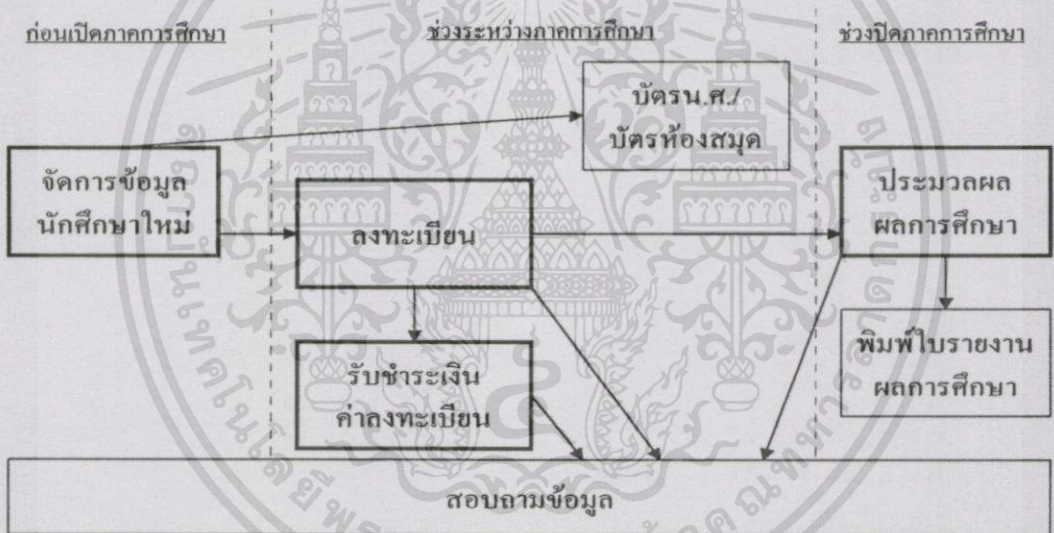 ก่อนเปิดภาคการศึกษา
ช่วงระหว่างภาคการศึกษา
ช่วงปิดภาคการศึกษา
บัตรน.ศ./
บัตรห้องสมุด
จัดการข้อมูล
นักศึกษาใหม่
ลงทะเบียน
ประมวลผล
ผลการศึกษา
รับชำระเงิน
ค่าลงทะเบียน
พิมพ์ใบรายงาน
ผลการศึกษา
สอบถามข้อมูล